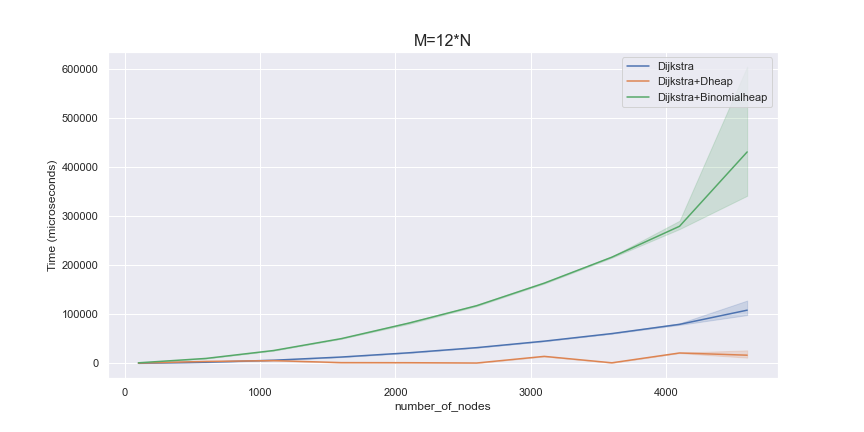 M=12*N
Dijkstra
Dijkstra+Dheap
Dijkstra+Binomialheap
600000
500000
400000
300000
200000
100000
0
Time (microseconds)
0 1000 2000 3000 4000
number_of_nodes